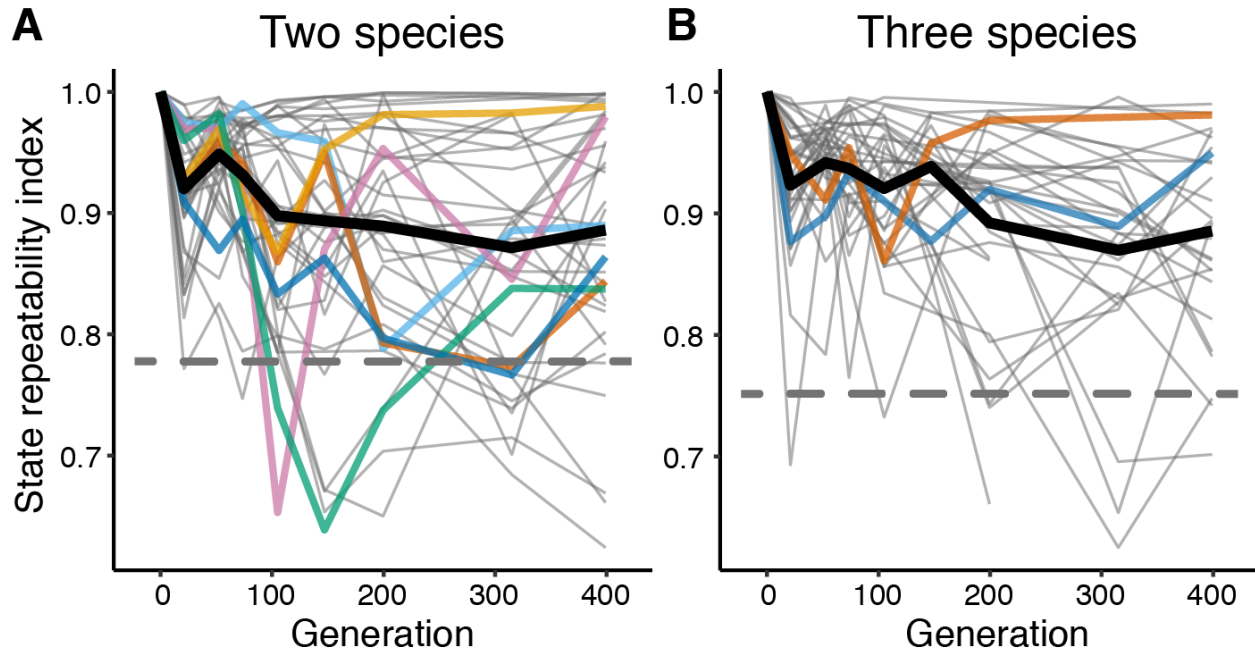 A Two species
B Three species
State repeatability index
1.0
0.9
0.8
0.7
0 100 200 300 400
Generation
1.0
0.9
0.8
0.7
0 100 200 300 400
Generation